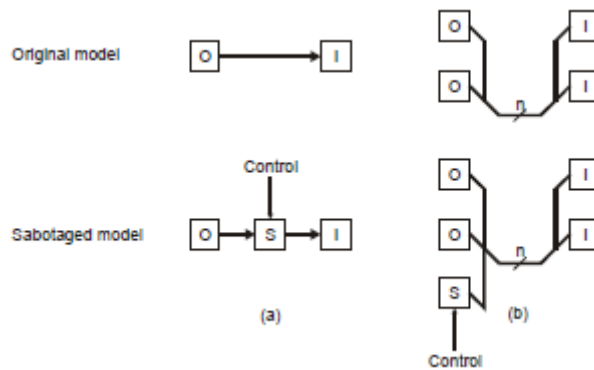 O I
Original model O I
O I
n
Control O I
Sabotaged model O S I O I
n
S
(a) (b)
Control